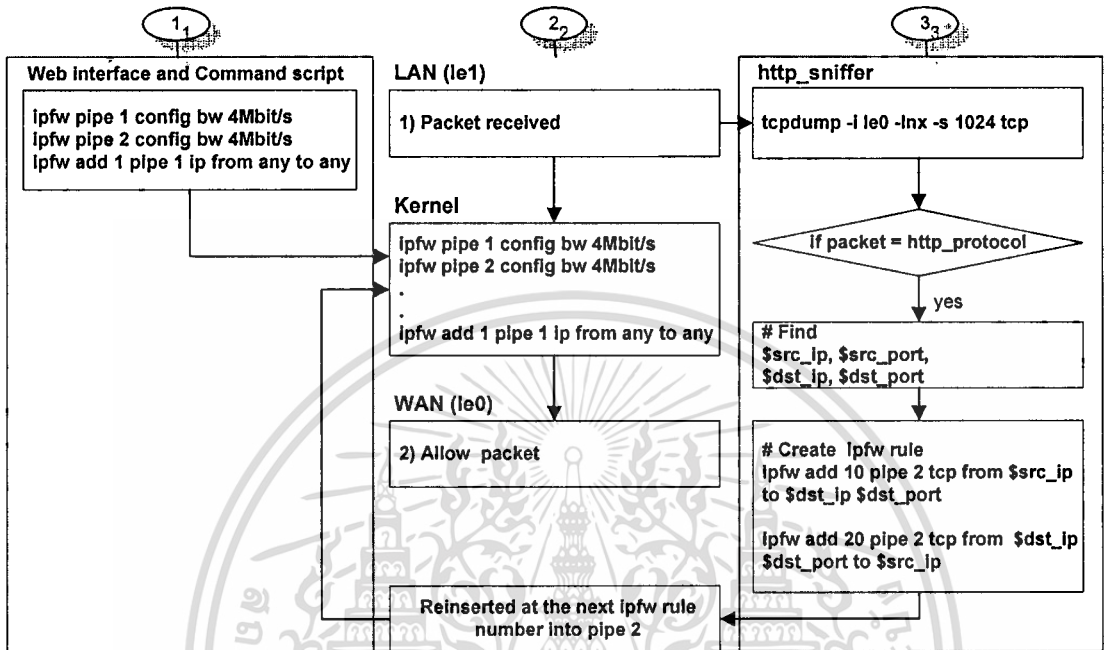 1
1
2
2
3
3
Web interface and Command script
ipfw pipe 1 config bw 4Mbit/s
ipfw pipe 2 config bw 4Mbit/s
ipfw add 1 pipe 1 ip from any to any
LAN (le1)
1) Packet received
Kernel
ipfw pipe 1 config bw 4Mbit/s
ipfw pipe 2 config bw 4Mbit/s
.
.
ipfw add 1 pipe 1 ip from any to any
WAN (le0)
2) Allow packet
Reinserted at the next ipfw rule
number into pipe 2
http_sniffer
tcpdump -i le0 -lnx -s 1024 tcp
if packet = http_protocol
yes
# Find
$src_ip, $src_port,
$dst_ip, $dst_port
# Create ipfw rule
ipfw add 10 pipe 2 tcp from $src_ip
to $dst_ip $dst_port
ipfw add 20 pipe 2 tcp from $dst_ip
$dst_port to $src_ip